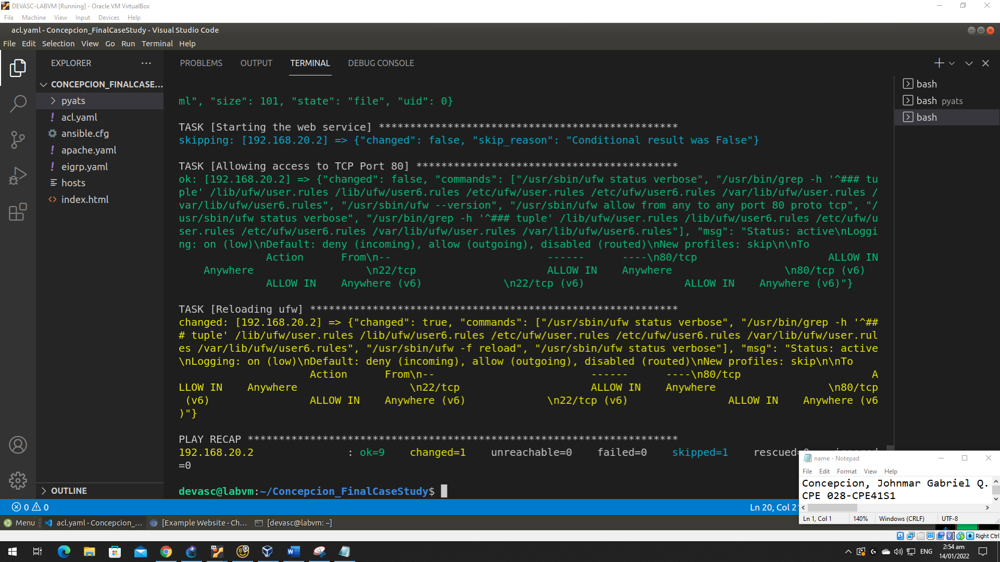 DEVASC-LABVM [Running] - Oracle VM VirtualBox
File Machine View Input Devices Help
acl.yaml - Concepcion_FinalCaseStudy - Visual Studio Code
File Edit Selection View Go Run Terminal Help
EXPLORER
CONCEPCION_FINALCASE...
pyats
! acl.yaml
ansible.cfg
! apache.yaml
! eigrp.yaml
hosts
<> index.html
OUTLINE
PROBLEMS OUTPUT TERMINAL DEBUG CONSOLE
bash
bash pyats
bash
ml", "size": 101, "state": "file", "uid": 0}
TASK [Starting the web service] ************************************************
skipping: [192.168.20.2] => {"changed": false, "skip_reason": "Conditional result was False"}
TASK [Allowing access to TCP Port 80] ******************************************
ok: [192.168.20.2] => {"changed": false, "commands": ["/usr/sbin/ufw status verbose", "/usr/bin/grep -h '^### tu
ple' /lib/ufw/user.rules /lib/ufw/user6.rules /etc/ufw/user.rules /etc/ufw/user6.rules /var/lib/ufw/user.rules /
var/lib/ufw/user6.rules", "/usr/sbin/ufw --version", "/usr/sbin/ufw allow from any to any port 80 proto tcp", "/
usr/sbin/ufw status verbose", "/usr/bin/grep -h '^### tuple' /lib/ufw/user.rules /lib/ufw/user6.rules /etc/ufw/u
ser.rules /etc/ufw/user6.rules /var/lib/ufw/user.rules /var/lib/ufw/user6.rules"], "msg": "Status: active\nLoggi
ng: on (low)\nDefault: deny (incoming), allow (outgoing), disabled (routed)\nNew profiles: skip\n\nTo
Action From\n-- ------ ----\n80/tcp ALLOW IN
Anywhere \n22/tcp ALLOW IN Anywhere \n80/tcp (v6)
ALLOW IN Anywhere (v6) \n22/tcp (v6) ALLOW IN Anywhere (v6)"}
TASK [Reloading ufw] ***********************************************************
changed: [192.168.20.2] => {"changed": true, "commands": ["/usr/sbin/ufw status verbose", "/usr/bin/grep -h '^##
# tuple' /lib/ufw/user.rules /lib/ufw/user6.rules /etc/ufw/user.rules /etc/ufw/user6.rules /var/lib/ufw/user.rul
es /var/lib/ufw/user6.rules", "/usr/sbin/ufw -f reload", "/usr/sbin/ufw status verbose"], "msg": "Status: active
\nLogging: on (low)\nDefault: deny (incoming), allow (outgoing), disabled (routed)\nNew profiles: skip\n\nTo
Action From\n-- ------ ----\n80/tcp A
LLOW IN Anywhere \n22/tcp ALLOW IN Anywhere \n80/tcp
(v6) ALLOW IN Anywhere (v6) \n22/tcp (v6) ALLOW IN Anywhere (v6
)"}
PLAY RECAP *********************************************************************
192.168.20.2 : ok=9 changed=1 unreachable=0 failed=0 skipped=1
=0
devasc@labvm:~/Concepcion_FinalCaseStudy$
name - Notepad
File Edit Format View Help
Concepcion, Johnmar Gabriel Q.
CPE 028-CPE41S1
Ln 1, Col 1 140% Windows (CRLF) UTF-8
0 0
Ln 20, Col
Menu acl.yaml - Concepcion_... [Example Website - Ch... [devasc@labvm: ~]
Right Ctrl
ENG
2:54 am
14/01/2022